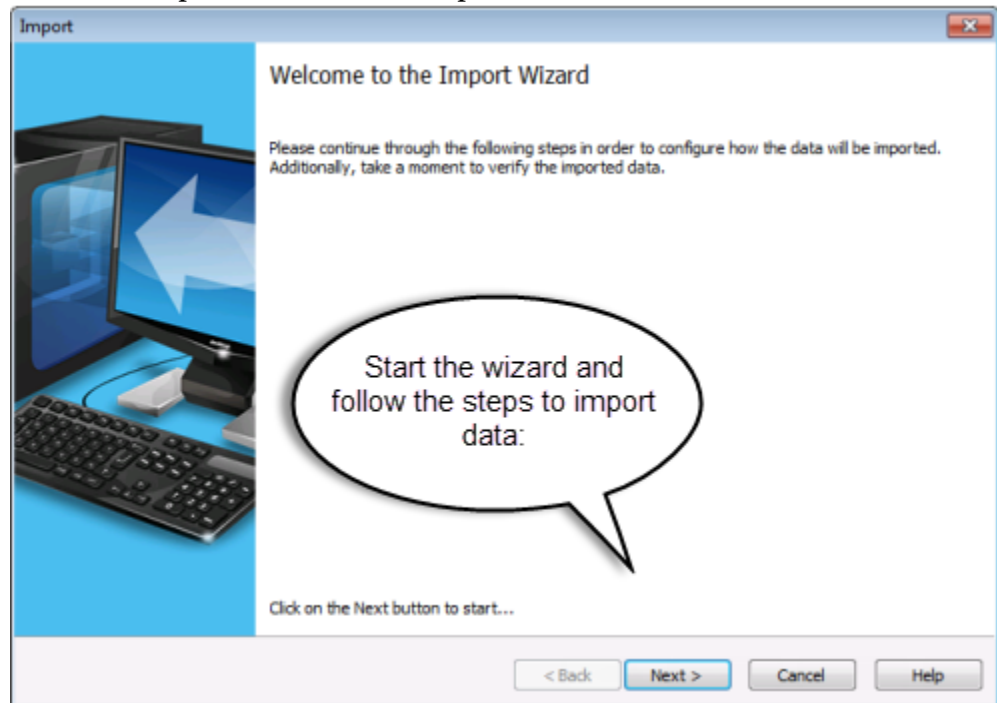 Import
Welcome to the Import Wizard
Please continue through the following steps in order to configure how the data will be imported.
Additionally, take a moment to verify the imported data.
Start the wizard and
follow the steps to import
data:
Click on the Next button to start...
< Back Next > Cancel Help